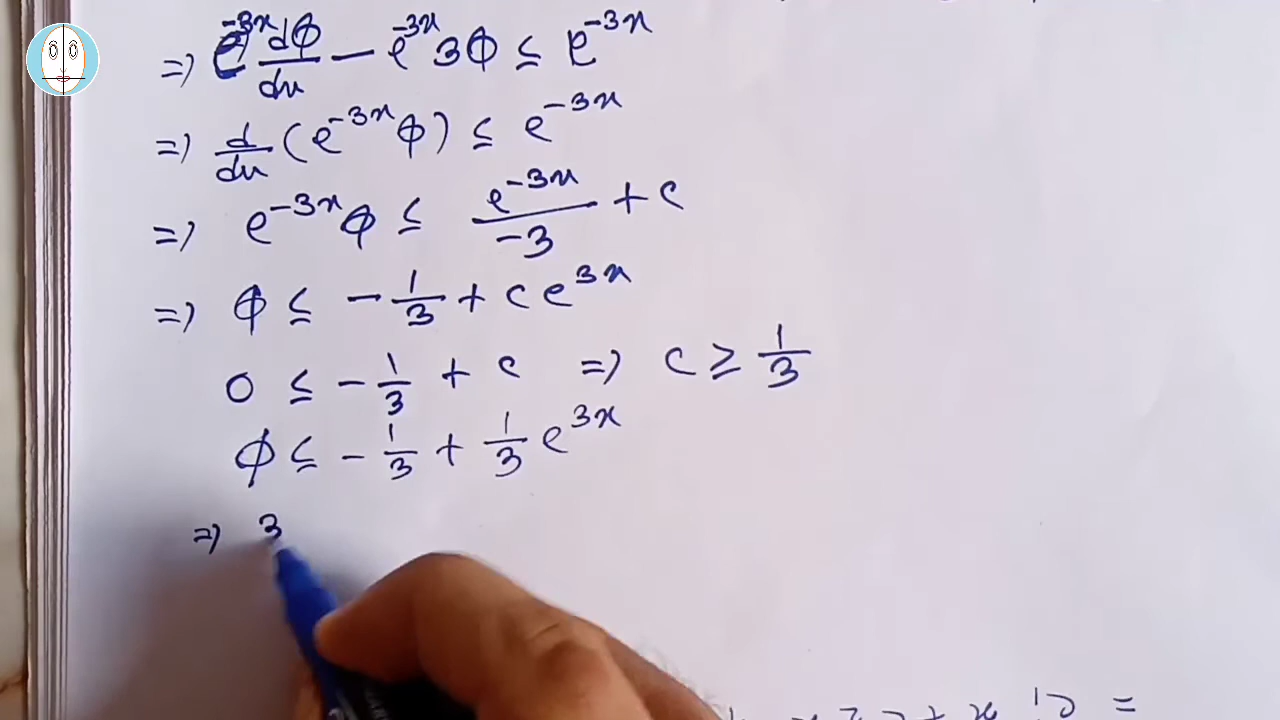 => e^{-3x} dϕ/dx - e^{-3x} 3ϕ ≤ e^{-3x}
=> d/dx (e^{-3x} ϕ) ≤ e^{-3x}
=> e^{-3x} ϕ ≤ e^{-3x}/-3 + c
=> ϕ ≤ - 1/3 + c e^{3x}
0 ≤ - 1/3 + c => c ≥ 1/3
ϕ ≤ - 1/3 + 1/3 e^{3x}
=> 3